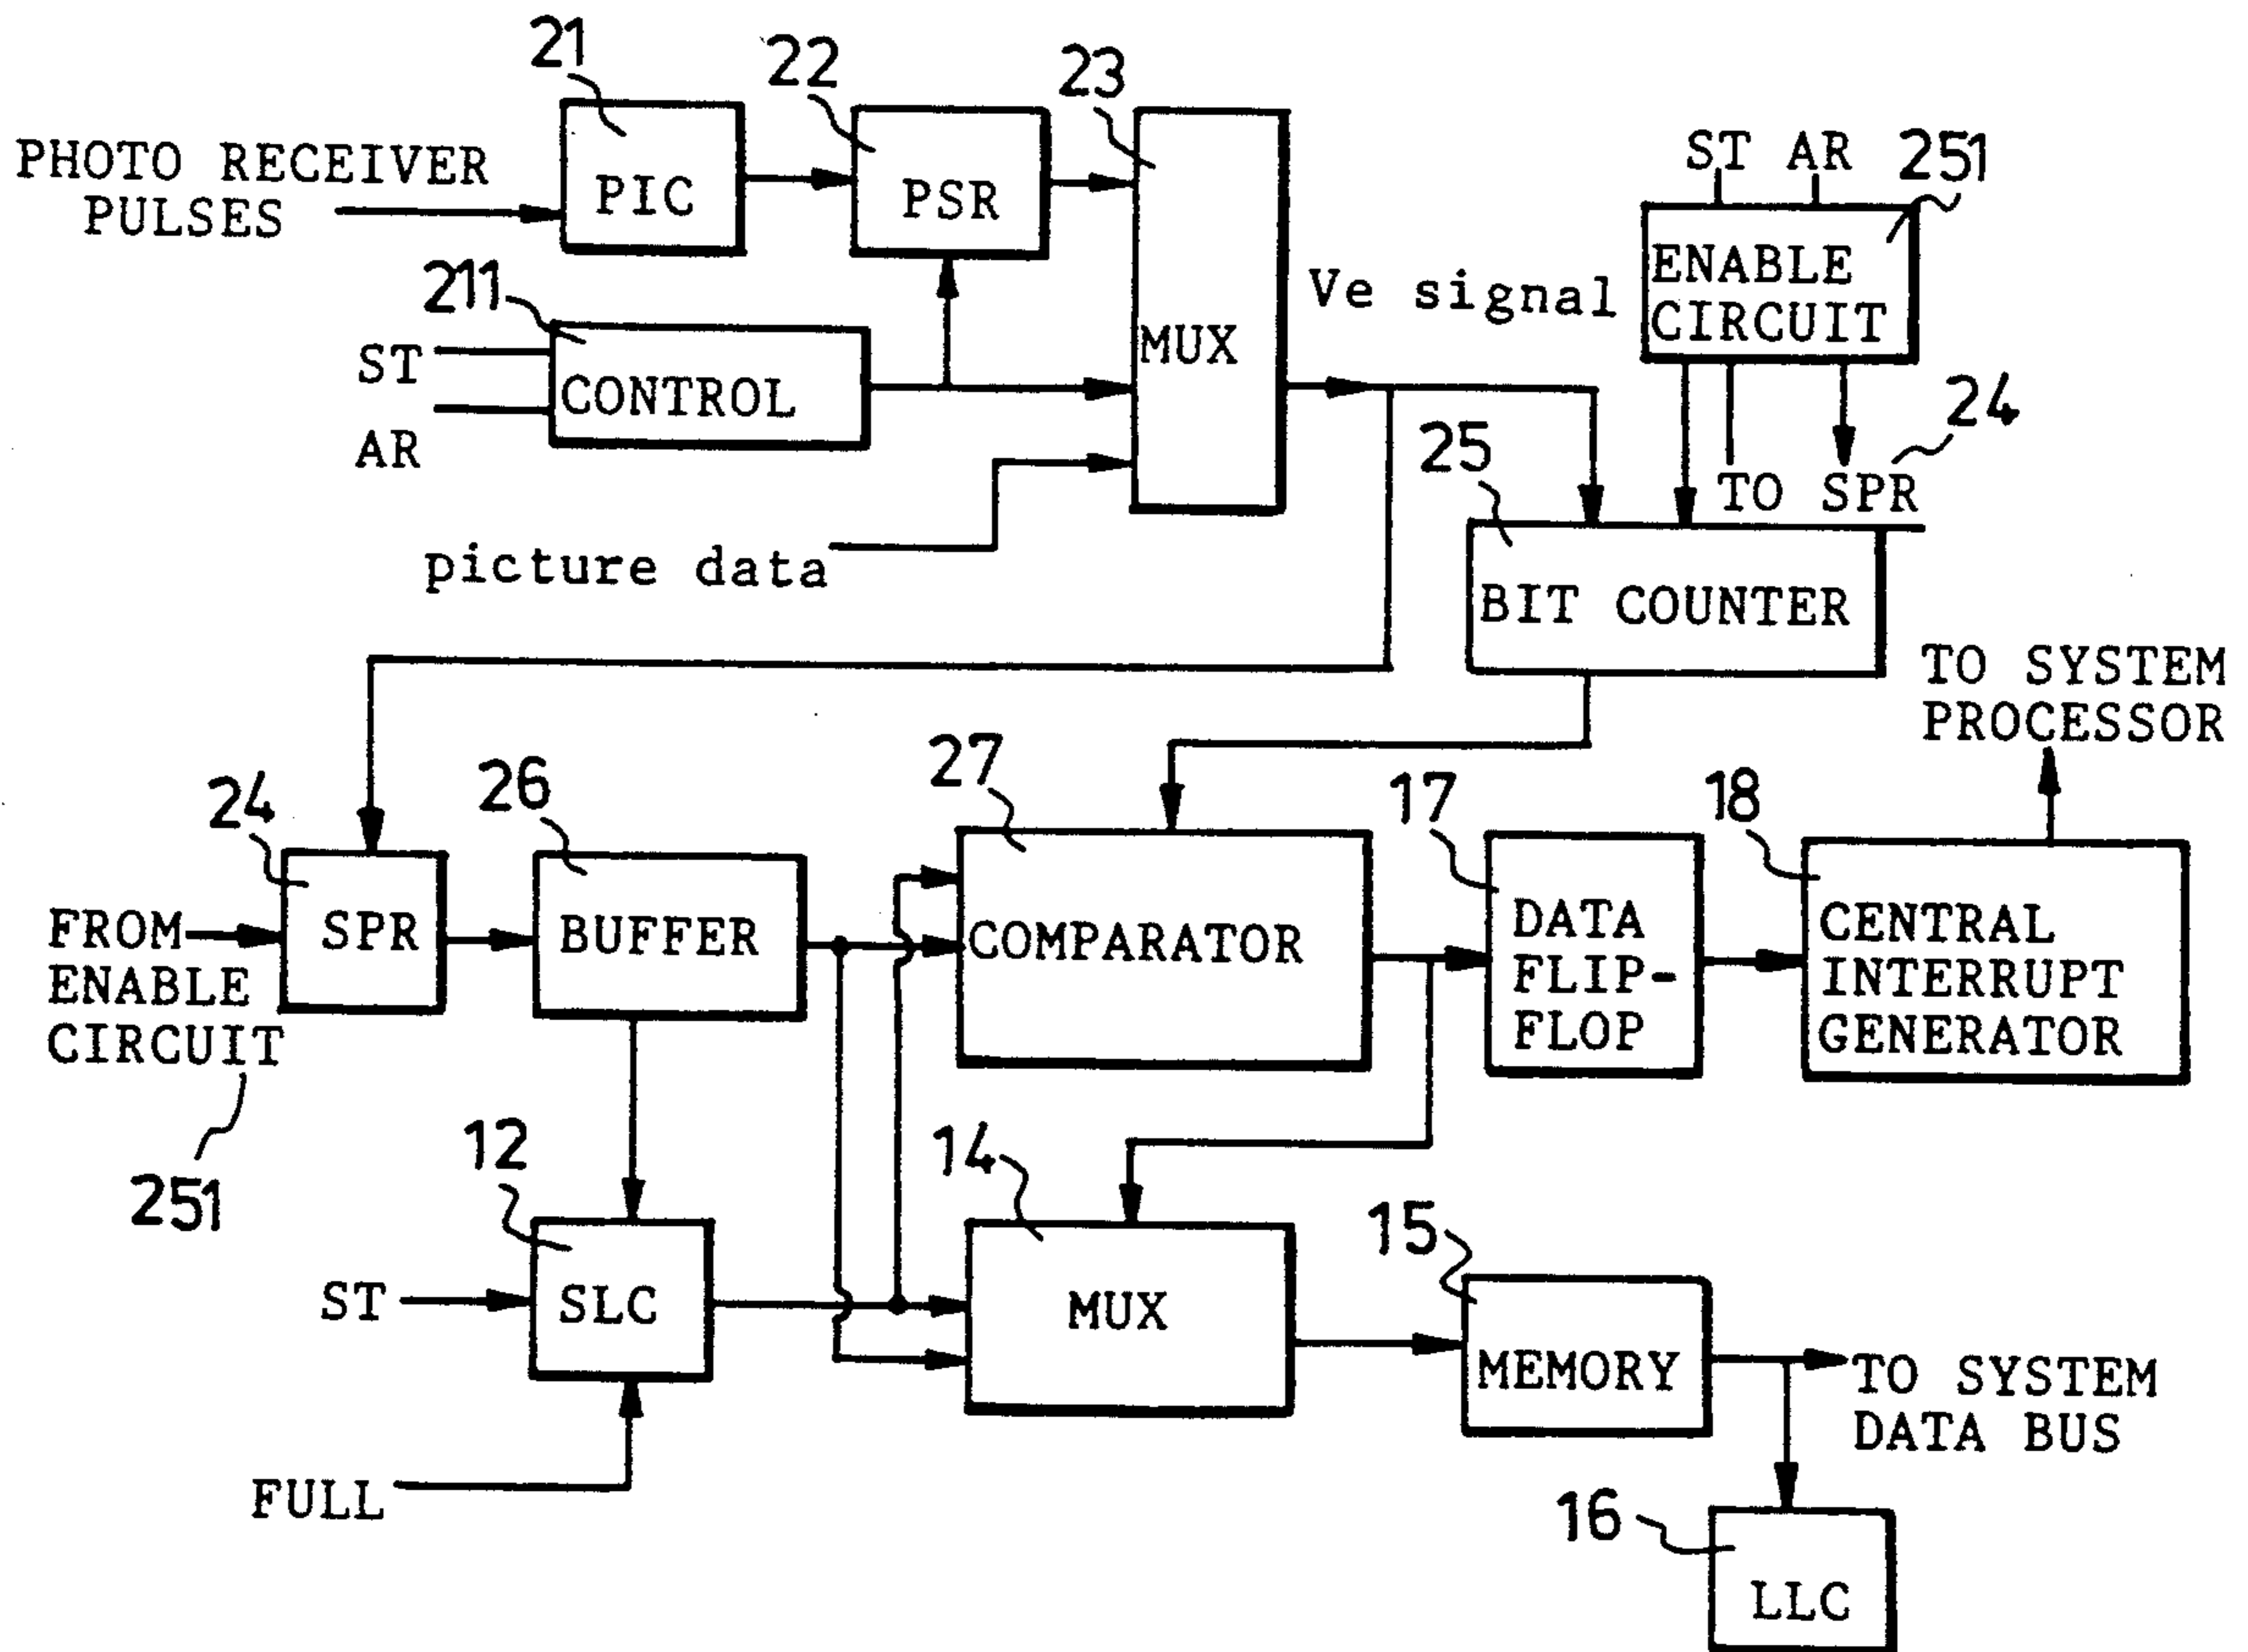 21
22
23
PHOTO RECEIVER
PULSES
PIC
PSR
ST AR
251
ENABLE
CIRCUIT
211
ST
AR
CONTROL
MUX
Ve signal
24
TO SPR
25
picture data
BIT COUNTER
TO SYSTEM
PROCESSOR
24
26
27
17
18
FROM
ENABLE
CIRCUIT
251
SPR
BUFFER
COMPARATOR
DATA
FLIP-
FLOP
CENTRAL
INTERRUPT
GENERATOR
12
14
15
ST
SLC
MUX
MEMORY
TO SYSTEM
DATA BUS
FULL
16
LLC